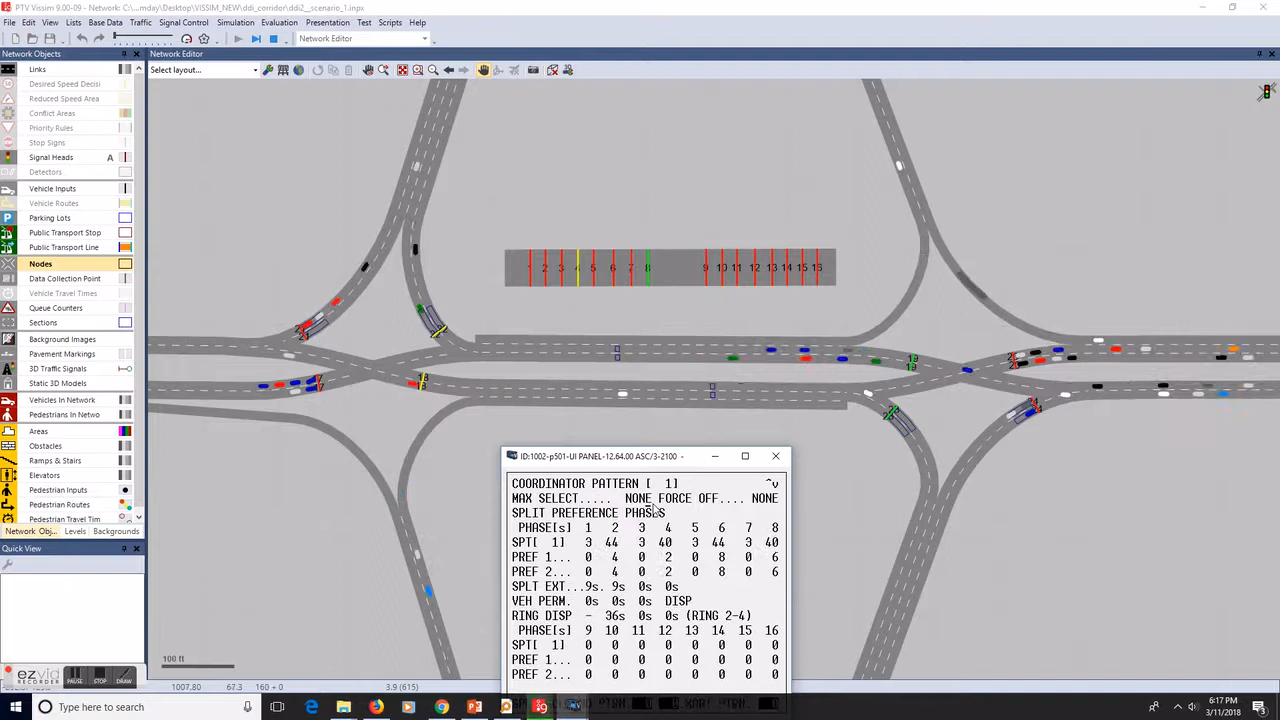 PTV Vissim 9.00-09 - Network: C:\...mday\Desktop\VISSIM_NEW\ddi_corridor\ddi2__scenario_1.inpx
File Edit View Lists Base Data Traffic Signal Control Simulation Evaluation Presentation Test Scripts Help
Network Editor
Network Objects
Network Editor
Select layout...
Links
Desired Speed Decisi
Reduced Speed Area
Conflict Areas
Priority Rules
Stop Signs
Signal Heads A
Detectors
Vehicle Inputs
Vehicle Routes
Parking Lots
Public Transport Stop
Public Transport Line
Nodes
Data Collection Point
Vehicle Travel Times
Queue Counters
Sections
Background Images
Pavement Markings
3D Traffic Signals
Static 3D Models
Vehicles In Network
Pedestrians In Netwo
Areas
Obstacles
Ramps & Stairs
Elevators
Pedestrian Inputs
Pedestrian Routes
Pedestrian Travel Tim
Network Obj... Levels Backgrounds
Quick View
1 2 3 4 5 6 7 8 9 10 11 12 13 14 15 16
ID:1002-p501-UI PANEL-12.64.00 ASC/3-2100 -
COORDINATOR PATTERN [ 1] ^v
MAX SELECT..... NONE FORCE OFF.... NONE
SPLIT PREFERENCE PHASES
PHASE[s] 1 2 3 4 5 6 7 8
SPT[ 1] 3 44 3 40 3 44 3 40
PREF 1... 0 4 0 2 0 8 0 6
PREF 2... 0 4 0 2 0 8 0 6
SPLT EXT...9s. 9s 0s 0s
VEH PERM. 0s 0s 0s DISP
RING DISP - 36s 0s 0s (RING 2-4)
PHASE[s] 9 10 11 12 13 14 15 16
SPT[ 1] 0 0 0 0 0 0 0 0
PREF 1... 0 0 0 0 0 0 0 0
PREF 2... 0 0 0 0 0 0 0 0
100 ft
ezvid
RECORDER
PAUSE STOP DRAW
1007.80 67.3 160 + 0 3.9 (615)
Type here to search
6:17 PM
3/11/2018